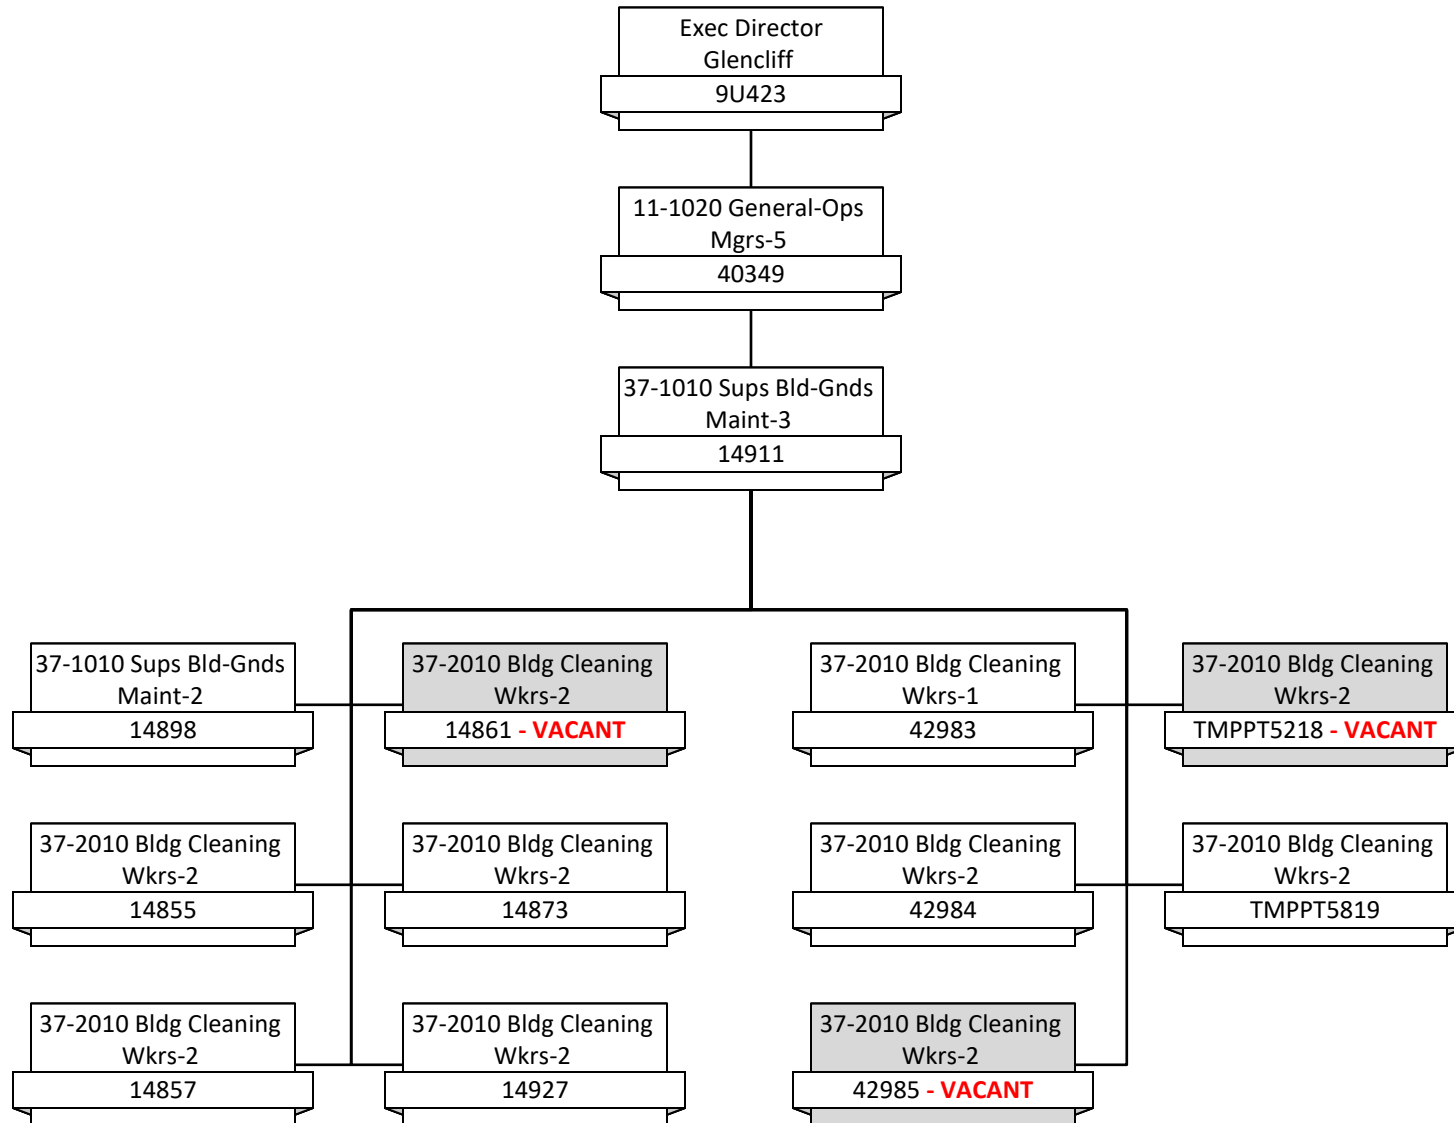 Exec Director
Glencliff
9U423
11-1020 General-Ops
Mgrs-5
40349
37-1010 Sups Bld-Gnds
Maint-3
14911
37-1010 Sups Bld-Gnds
Maint-2
14898
37-2010 Bldg Cleaning
Wkrs-2
14861 - VACANT
37-2010 Bldg Cleaning
Wkrs-1
42983
37-2010 Bldg Cleaning
Wkrs-2
TMPPT5218 - VACANT
37-2010 Bldg Cleaning
Wkrs-2
14855
37-2010 Bldg Cleaning
Wkrs-2
14873
37-2010 Bldg Cleaning
Wkrs-2
42984
37-2010 Bldg Cleaning
Wkrs-2
TMPPT5819
37-2010 Bldg Cleaning
Wkrs-2
14857
37-2010 Bldg Cleaning
Wkrs-2
14927
37-2010 Bldg Cleaning
Wkrs-2
42985 - VACANT